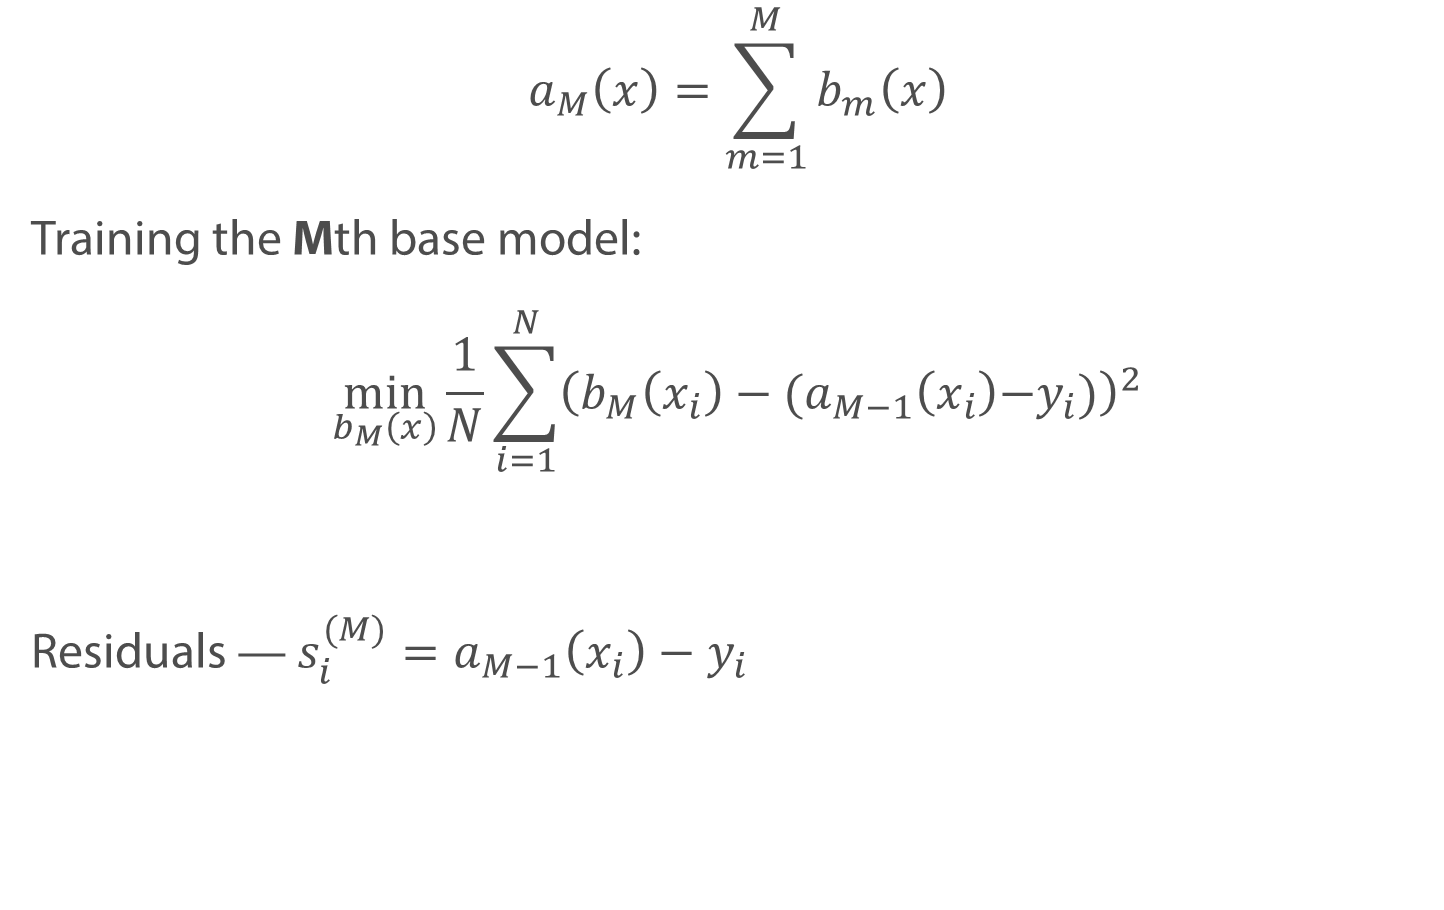 a_M(x) = \sum_{m=1}^{M} b_m(x)
Training the Mth base model:
\min_{b_M(x)} \frac{1}{N} \sum_{i=1}^{N} (b_M(x_i) − (a_{M−1}(x_i)−y_i))^2
Residuals — s_i^{(M)} = a_{M−1}(x_i) − y_i